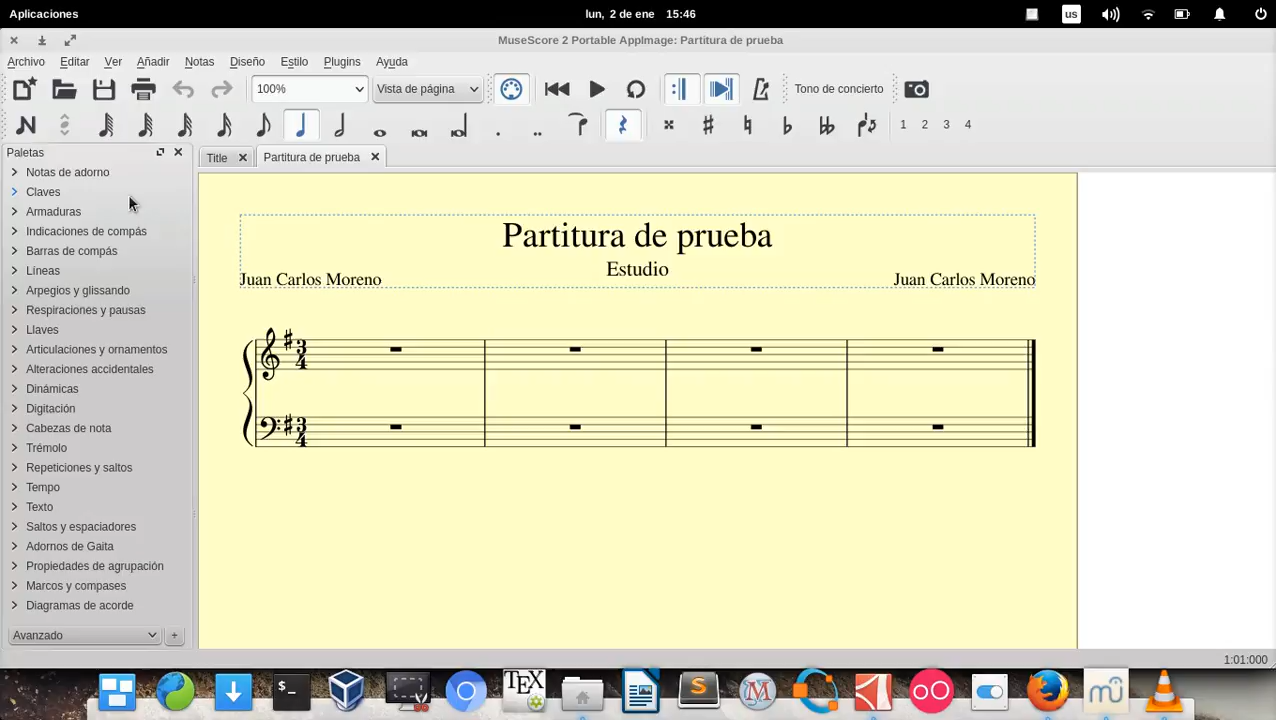 Aplicaciones lun, 2 de ene 15:46 us
MuseScore 2 Portable AppImage: Partitura de prueba
Archivo Editar Ver Añadir Notas Diseño Estilo Plugins Ayuda
100% Vista de página Tono de concierto
1 2 3 4
Paletas
Title Partitura de prueba
Notas de adorno
Claves
Armaduras
Indicaciones de compás
Barras de compás
Líneas
Arpegios y glissando
Respiraciones y pausas
Llaves
Articulaciones y ornamentos
Alteraciones accidentales
Dinámicas
Digitación
Cabezas de nota
Trémolo
Repeticiones y saltos
Tempo
Texto
Saltos y espaciadores
Adornos de Gaita
Propiedades de agrupación
Marcos y compases
Diagramas de acorde
Avanzado +
Partitura de prueba
Estudio
Juan Carlos Moreno Juan Carlos Moreno
3
4
3
4
1:01:000
TEX